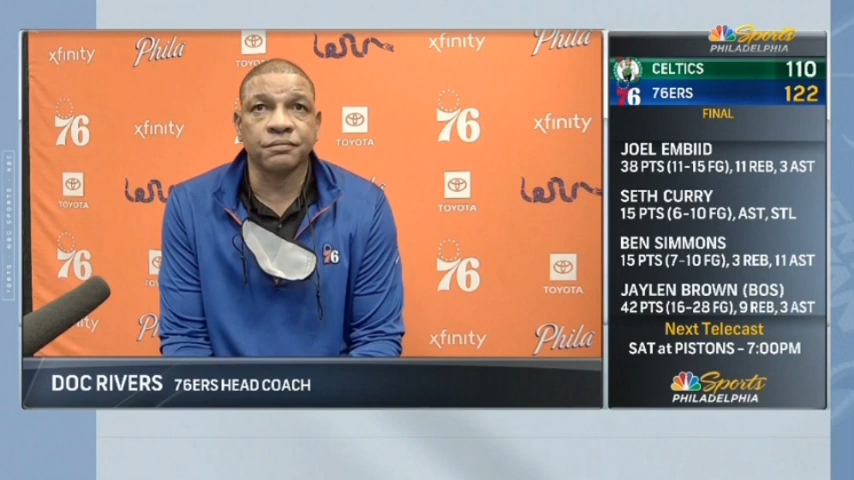 NBC Sports
PHILADELPHIA
xfinity
Phila
TOYOTA
xfinity
Phila
76
xfinity
TOYOTA
76
xfinity
TOYOTA
TOYOTA
76
76
76
TOYOTA
xfinity
Phila
xfinity
Phila
DOC RIVERS 76ERS HEAD COACH
CELTICS 110
76 76ERS 122
FINAL
JOEL EMBIID
38 PTS (11-15 FG), 11 REB, 3 AST
SETH CURRY
15 PTS (6-10 FG), AST, STL
BEN SIMMONS
15 PTS (7-10 FG), 3 REB, 11 AST
JAYLEN BROWN (BOS)
42 PTS (16-28 FG), 9 REB, 3 AST
Next Telecast
SAT at PISTONS - 7:00PM
Sports
PHILADELPHIA